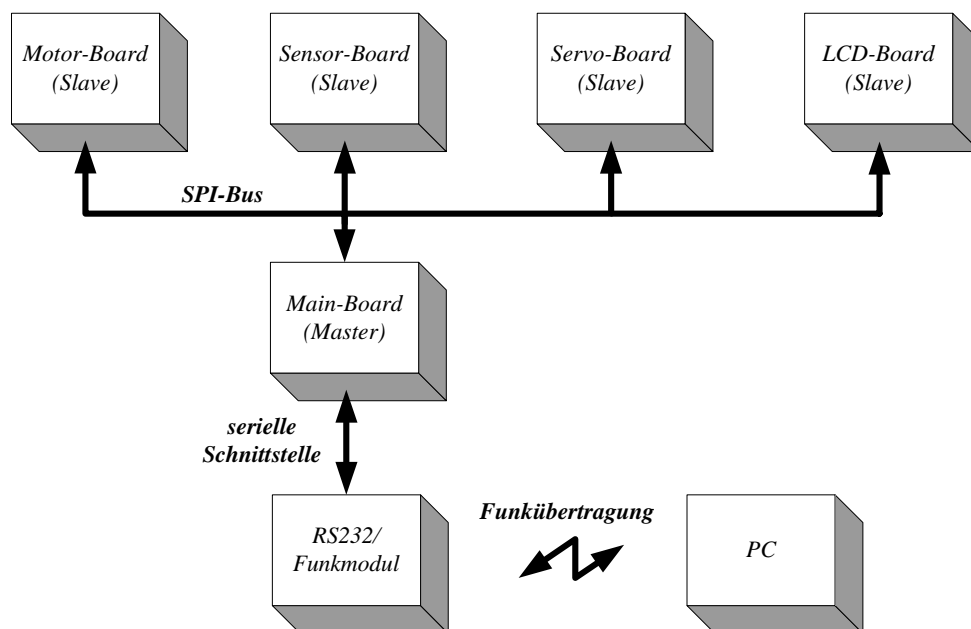 Motor-Board
(Slave)
Sensor-Board
(Slave)
Servo-Board
(Slave)
LCD-Board
(Slave)
SPI-Bus
Main-Board
(Master)
serielle
Schnittstelle
RS232/
Funkmodul
Funkübertragung
PC